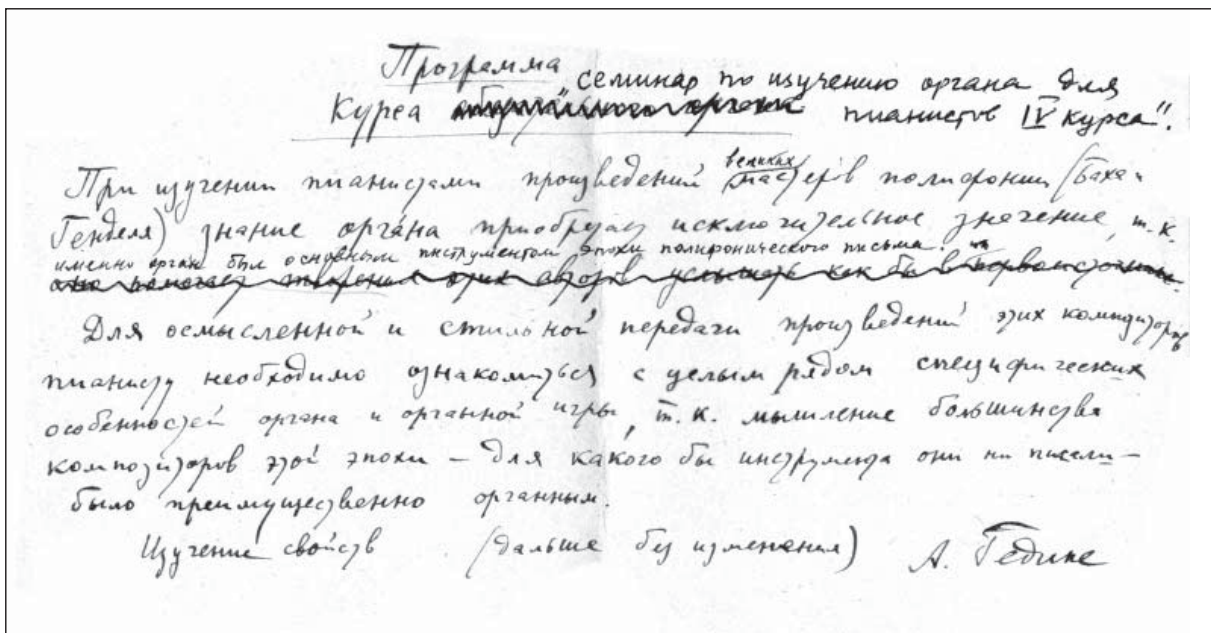 Программа
"семинар по изучению органа для
Курса пианистов IV курса".
При изучении пианистами произведений великих мастеров полифонии (Баха и
Генделя) знание органа приобретает исключительное значение, т.к.
именно орган был основным инструментом эпохи полифонического письма.
Для осмысленной и стильной передачи произведений этих композиторов
пианисту необходимо ознакомиться с целым рядом специфических
особенностей органа и органной игры, т.к. мышление большинства
композиторов этой эпохи – для какого бы инструмента они ни писали –
было преимущественно органным.
Изучение свойств (дальше без изменения) А. Гедике